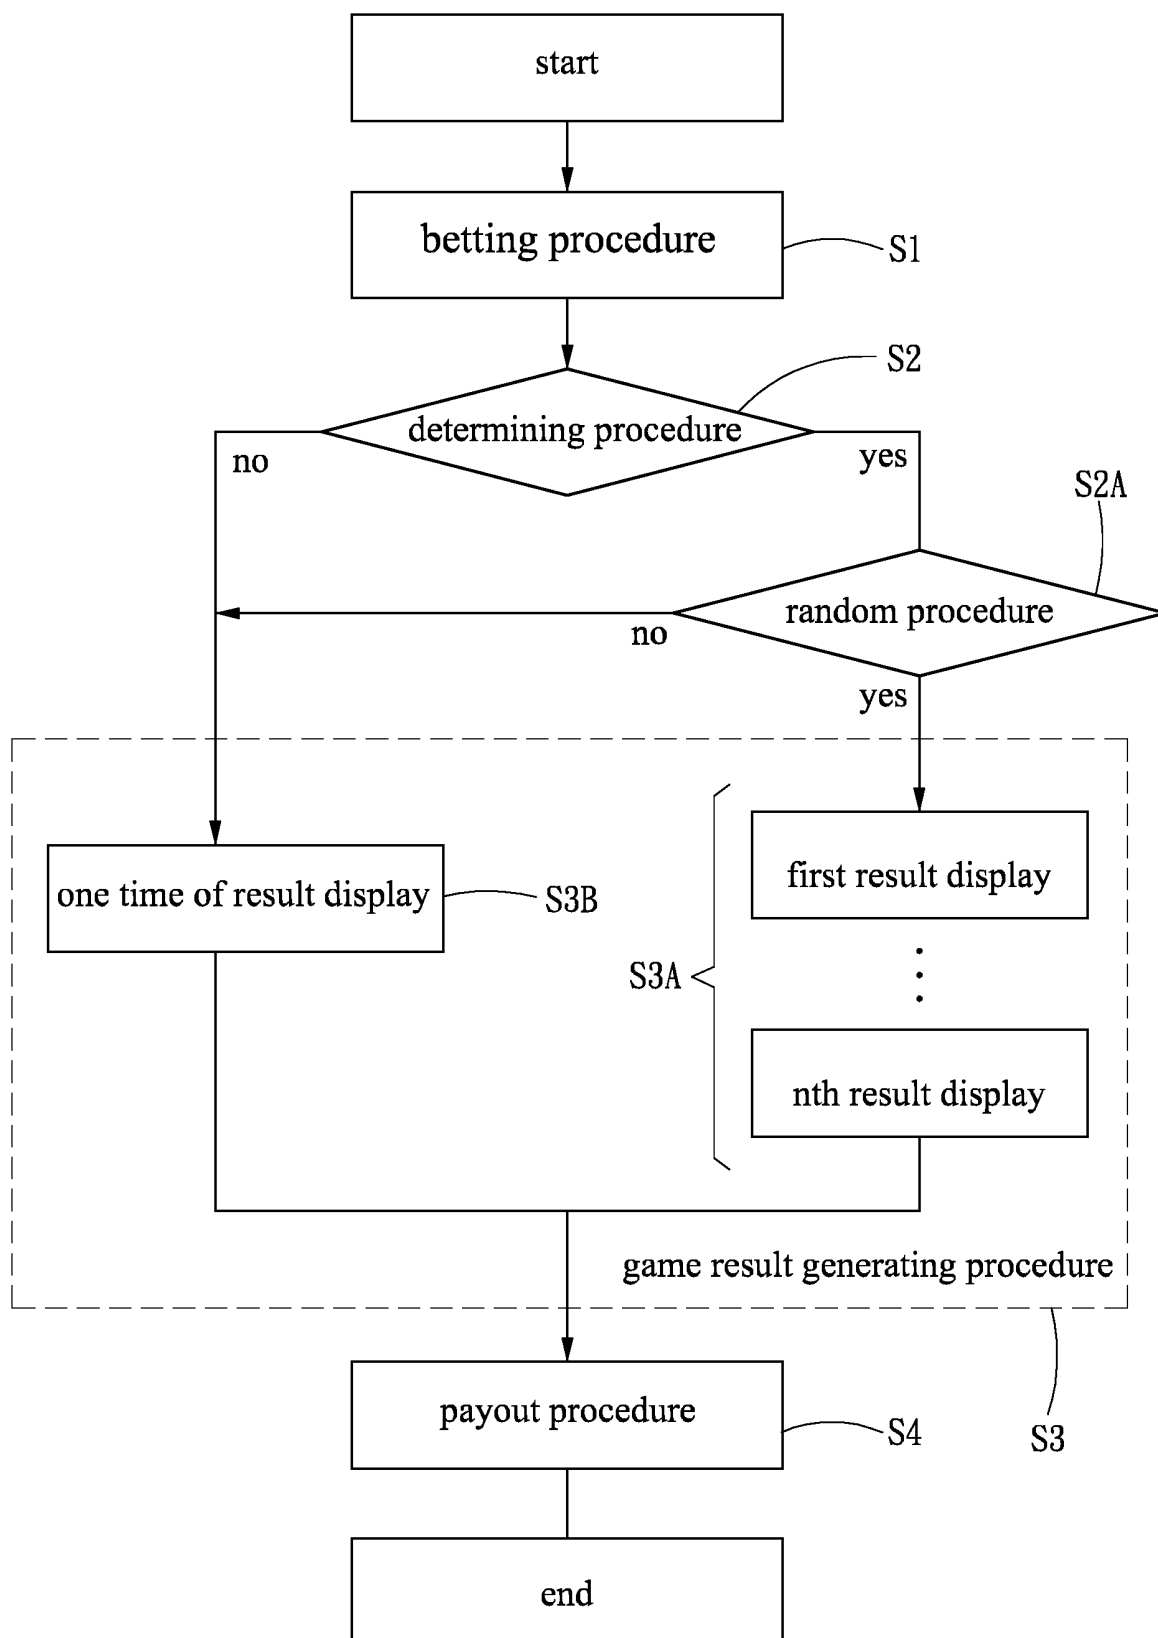 start
betting procedure
S1
S2
determining procedure
no
yes
S2A
random procedure
no
yes
first result display
one time of result display
S3B
S3A
nth result display
game result generating procedure
payout procedure
S4
S3
end